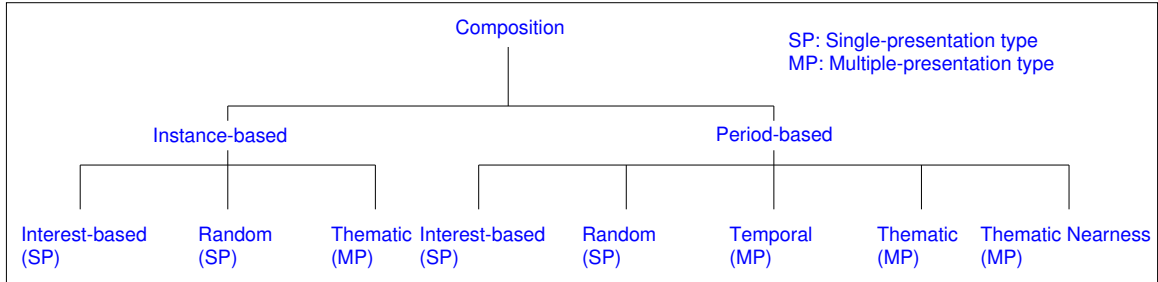 Composition
SP: Single-presentation type
MP: Multiple-presentation type
Instance-based
Period-based
Interest-based
(SP)
Random
(SP)
Thematic
(MP)
Interest-based
(SP)
Random
(SP)
Temporal
(MP)
Thematic
(MP)
Thematic Nearness
(MP)